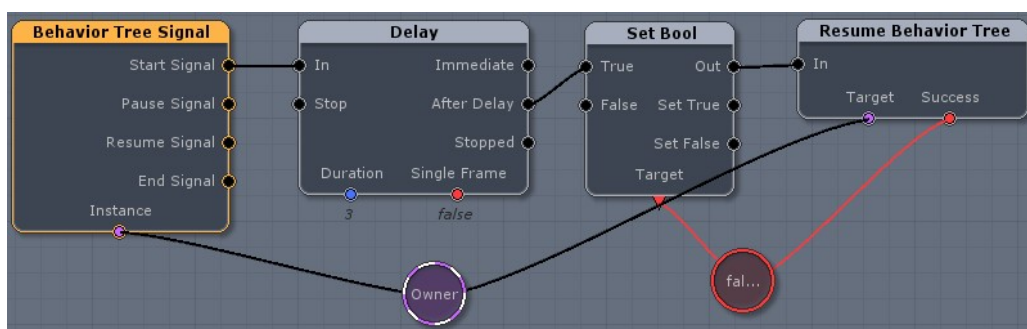 Behavior Tree Signal
Start Signal
Pause Signal
Resume Signal
End Signal
Instance
Delay
In Immediate
Stop After Delay
Stopped
Duration Single Frame
3 false
Set Bool
True Out
False Set True
Set False
Target
Resume Behavior Tree
In
Target Success
Owner
fal...